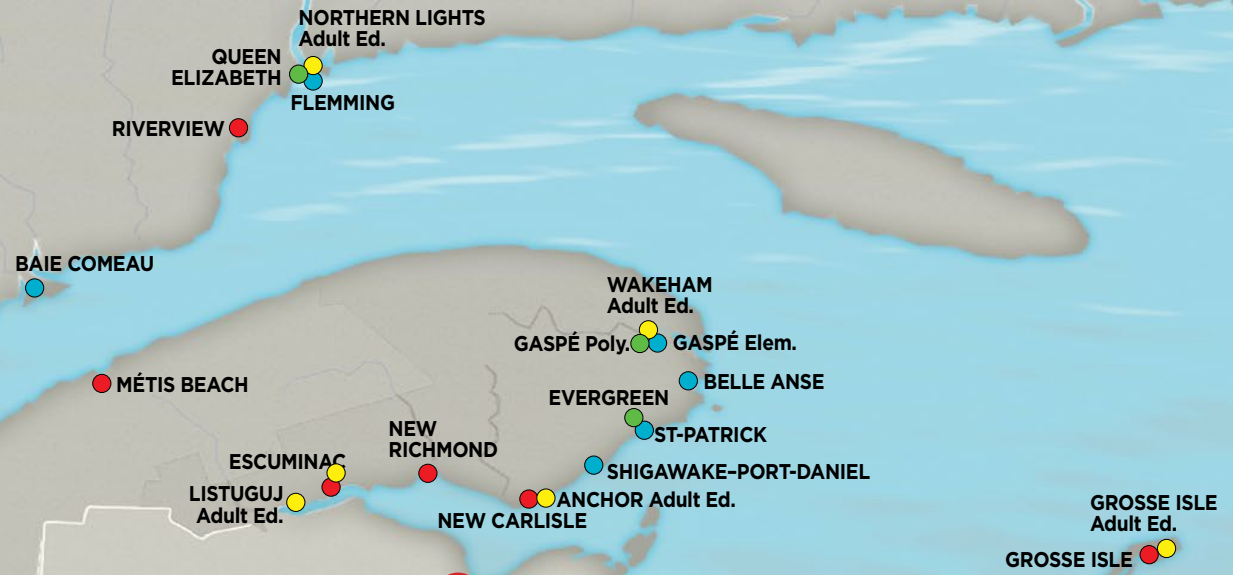 NORTHERN LIGHTS
Adult Ed.
QUEEN
ELIZABETH
FLEMMING
RIVERVIEW
BAIE COMEAU
WAKEHAM
Adult Ed.
GASPÉ Poly.
GASPÉ Elem.
MÉTIS BEACH
BELLE ANSE
EVERGREEN
ST-PATRICK
NEW
RICHMOND
ESCUMINAC
SHIGAWAKE–PORT-DANIEL
LISTUGUJ
Adult Ed.
ANCHOR Adult Ed.
NEW CARLISLE
GROSSE ISLE
Adult Ed.
GROSSE ISLE